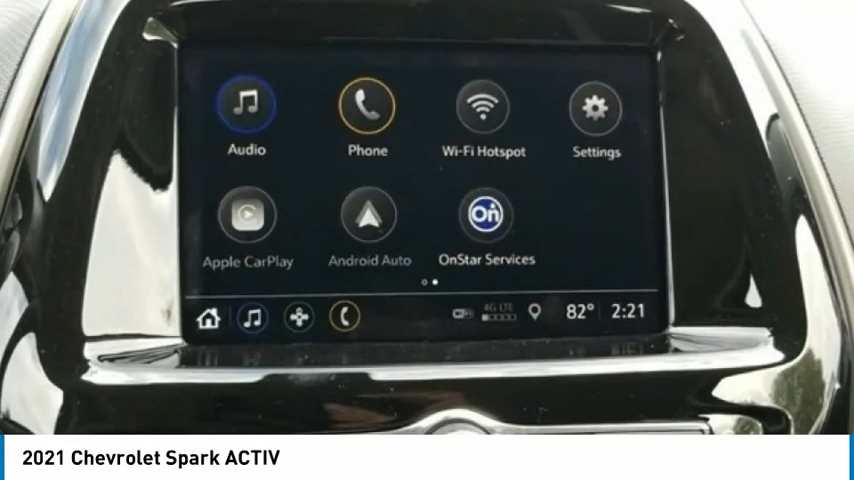 Audio
Phone
Wi-Fi Hotspot
Settings
Apple CarPlay
Android Auto
On
OnStar Services
4G LTE
82° 2:21
2021 Chevrolet Spark ACTIV